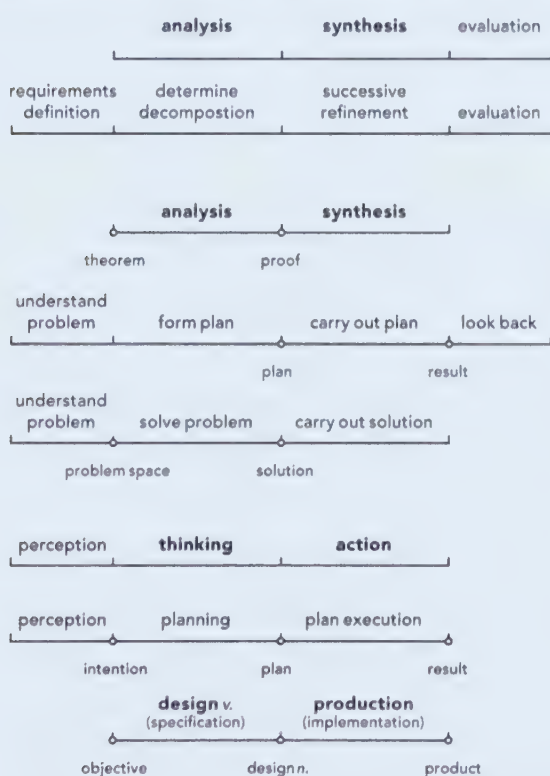 analysis synthesis evaluation
requirements determine successive
definition decompostion refinement evaluation
analysis synthesis
theorem proof
understand
problem form plan carry out plan look back
plan result
understand
problem solve problem carry out solution
problem space solution
perception thinking action
perception planning plan execution
intention plan result
design v. production
(specification) (implementation)
objective design n. product